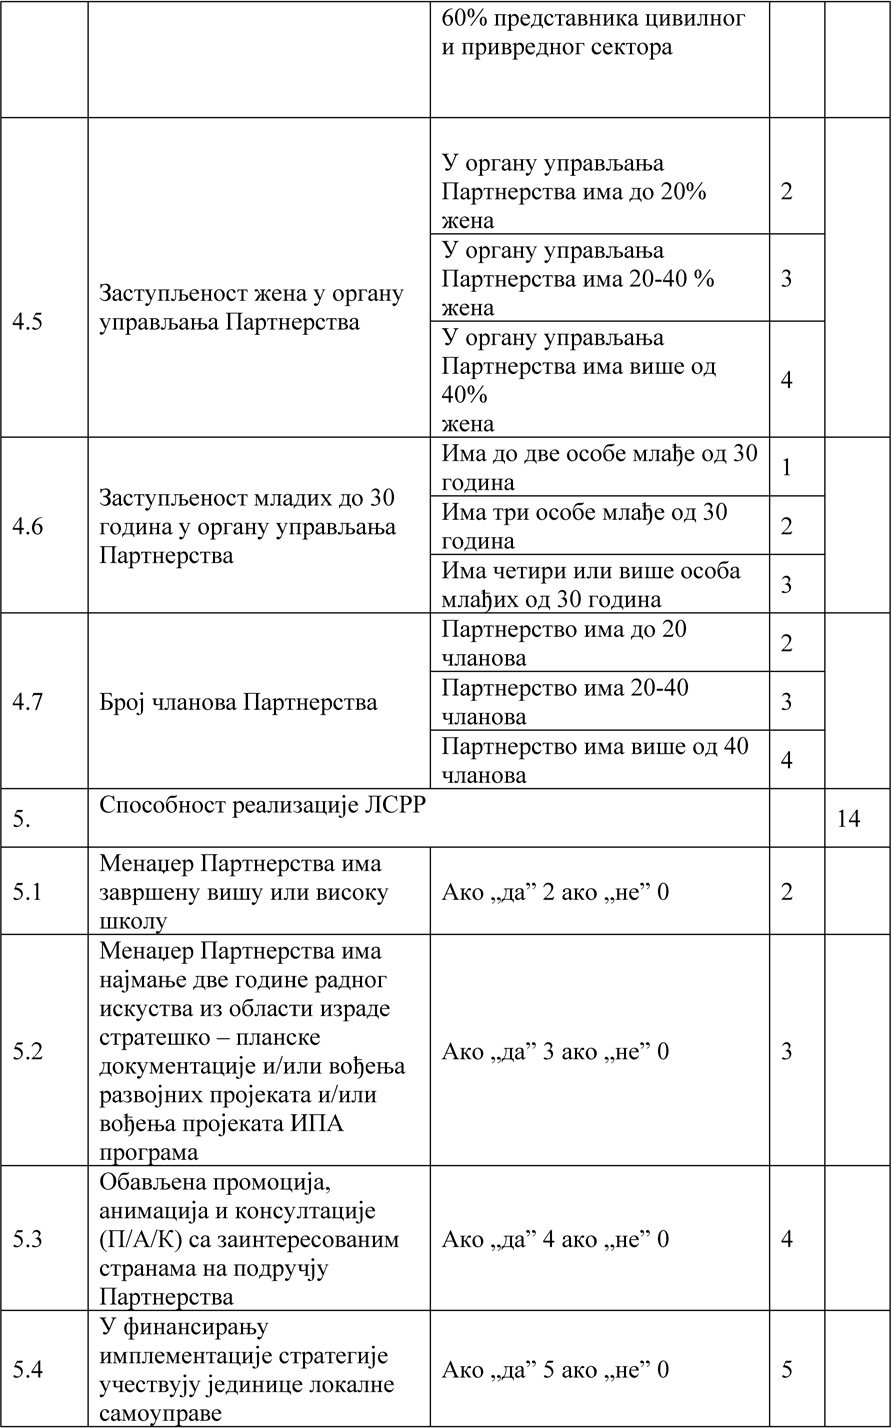 60% представника цивилног
и привредног сектора
4.5
Заступљеност жена у органу
управљања Партнерства
У органу управљања
Партнерства има до 20%
жена
2
У органу управљања
Партнерства има 20-40 %
жена
3
У органу управљања
Партнерства има више од
40%
жена
4
4.6
Заступљеност младих до 30
година у органу управљања
Партнерства
Има до две особе млађе од 30
година
1
Има три особе млађе од 30
година
2
Има четири или више особа
млађих од 30 година
3
4.7
Број чланова Партнерства
Партнерство има до 20
чланова
2
Партнерство има 20-40
чланова
3
Партнерство има више од 40
чланова
4
5.
Способност реализације ЛСРР
14
5.1
Менаџер Партнерства има
завршену вишу или високу
школу
Ако „да” 2 ако „не” 0
2
5.2
Менаџер Партнерства има
најмање две године радног
искуства из области израде
стратешко – планске
документације и/или вођења
развојних пројеката и/или
вођења пројеката ИПА
програма
Ако „да” 3 ако „не” 0
3
5.3
Обављена промоција,
анимација и консултације
(П/А/К) са заинтересованим
странама на подручју
Партнерства
Ако „да” 4 ако „не” 0
4
5.4
У финансирању
имплементације стратегије
учествују јединице локалне
самоуправе
Ако „да” 5 ако „не” 0
5